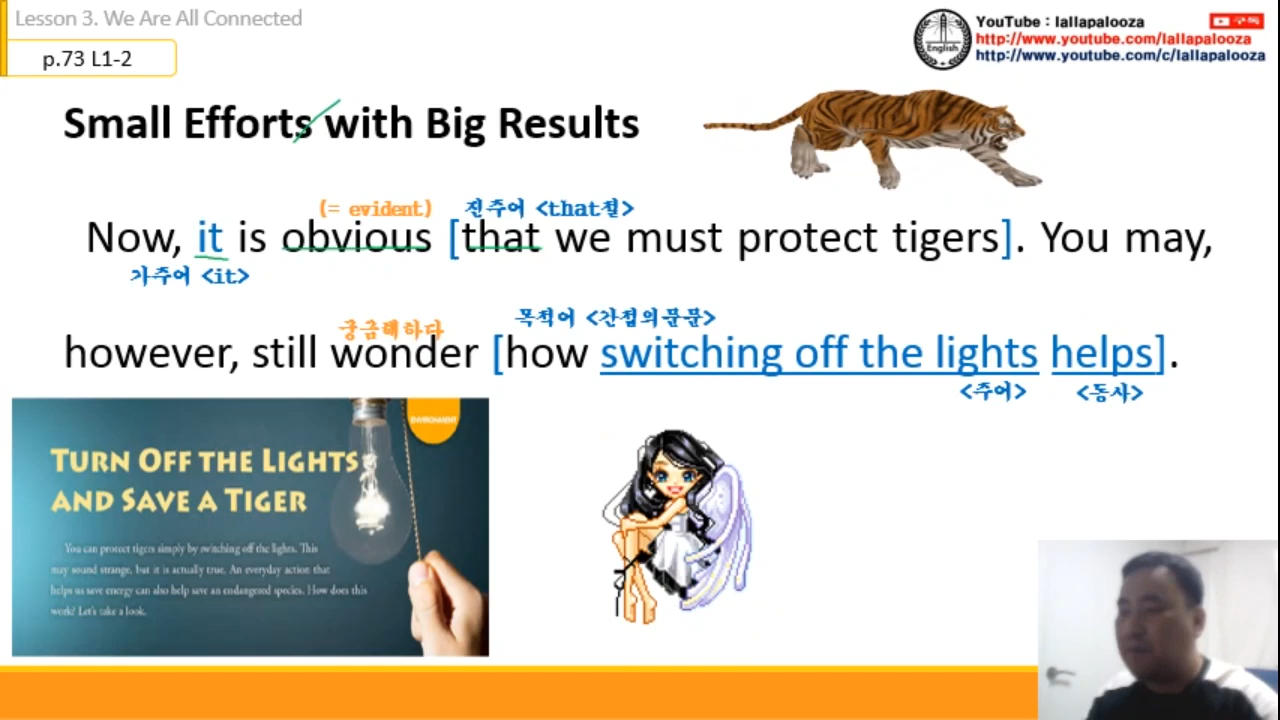 Lesson 3. We Are All Connected
p.73 L1-2
English
YouTube : lallapalooza
구독
http://www.youtube.com/lallapalooza
http://www.youtube.com/c/lallapalooza
Small Efforts with Big Results
(= evident) 진주어 <that절>
Now, it is obvious [that we must protect tigers]. You may,
가주어 <it>
궁금해하다 목적어 <간접의문문>
however, still wonder [how switching off the lights helps].
<주어> <동사>
ENVIRONMENT
TURN OFF THE LIGHTS
AND SAVE A TIGER
You can protect tigers simply by switching off the lights. This
may sound strange, but it is actually true. An everyday action that
helps us save energy can also help save an endangered species. How does this
work? Let's take a look.